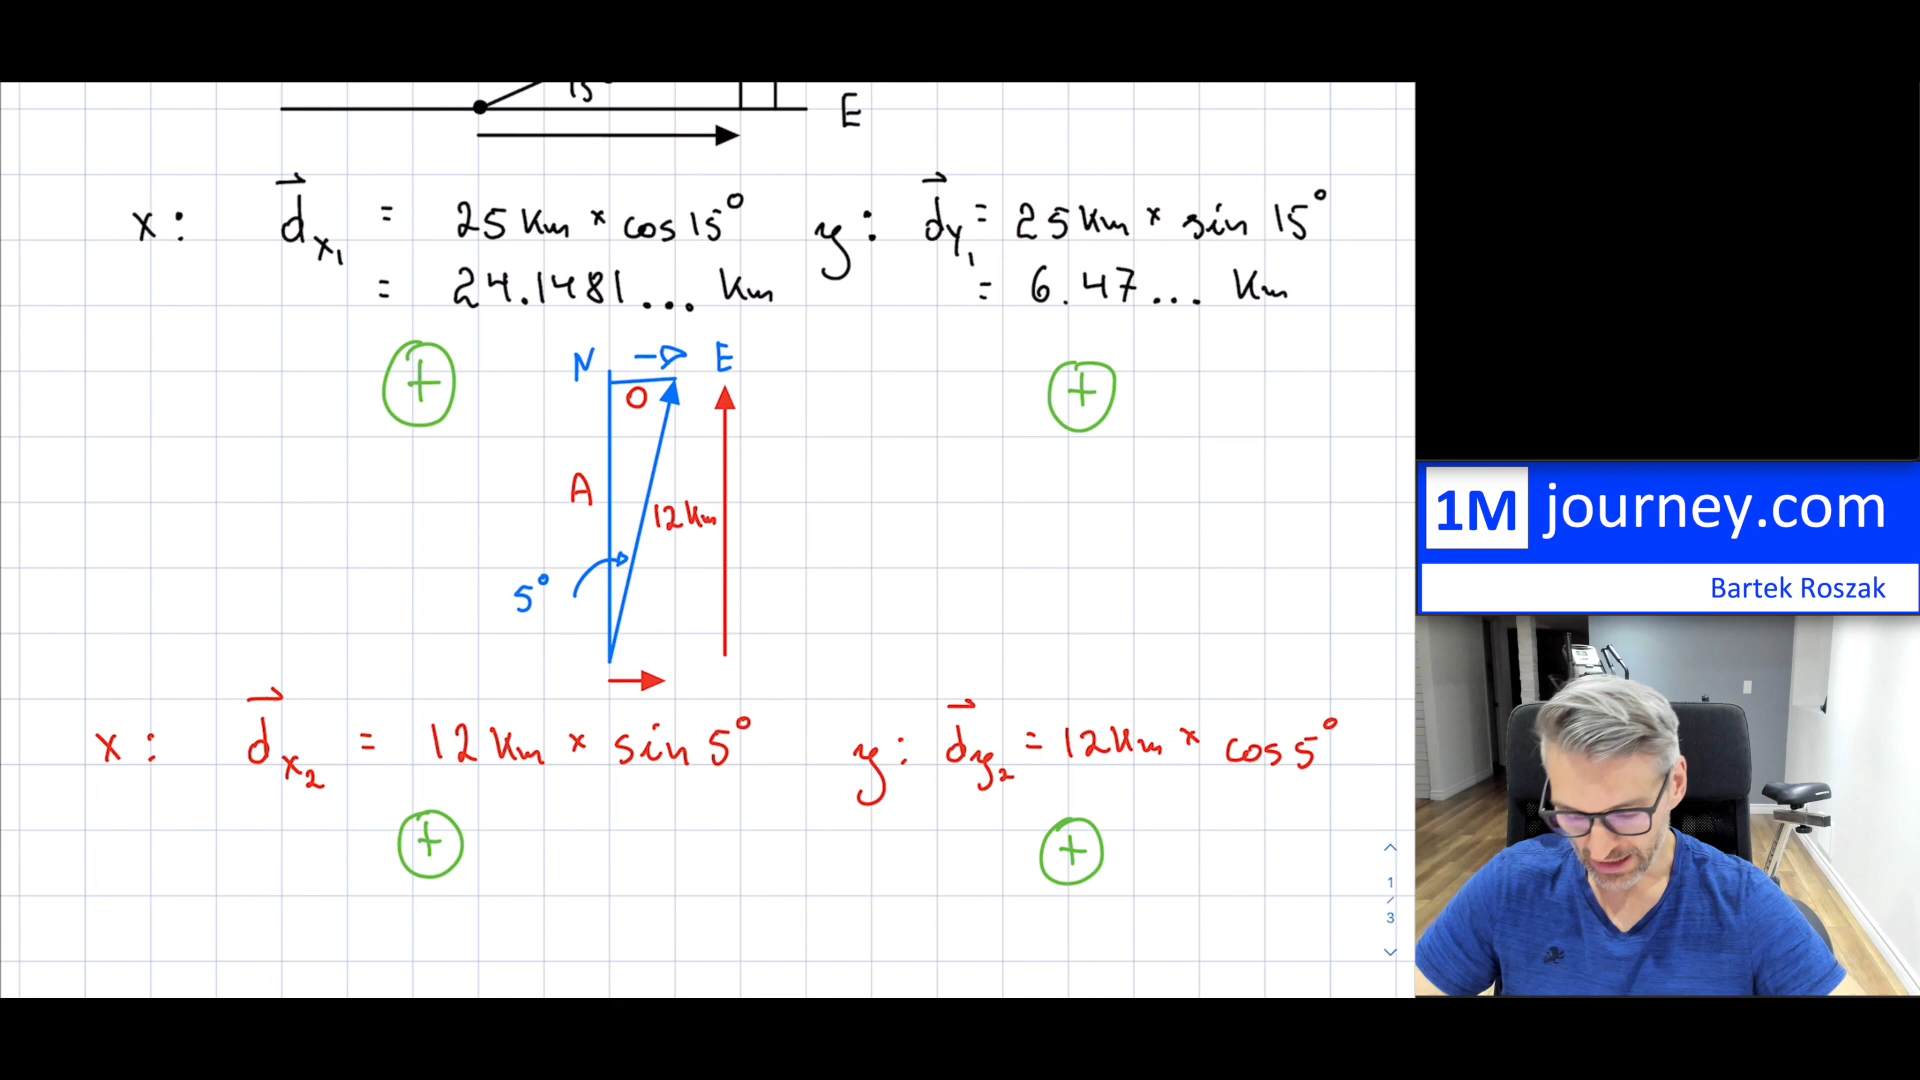 15°
E
x: d⃗x₁ = 25 Km × cos 15° y: d⃗y₁ = 25 Km × sin 15°
= 24.1481... Km = 6.47... Km
N → E
+ O +
A
12 Km
5°
x: d⃗x₂ = 12 Km × sin 5° y: d⃗y₂ = 12 Km × cos 5°
+ +
1
/
3
1M journey.com
Bartek Roszak